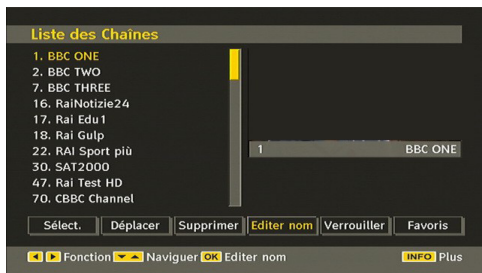 Liste des Chaînes
1. BBC ONE
2. BBC TWO
7. BBC THREE
16. RaiNotizie24
17. Rai Edu1
18. Rai Gulp
22. RAI Sport più
30. SAT2000
47. Rai Test HD
70. CBBC Channel
1 BBC ONE
Sélect. Déplacer Supprimer Editer nom Verrouiller Favoris
Fonction Naviguer OK Editer nom INFO Plus